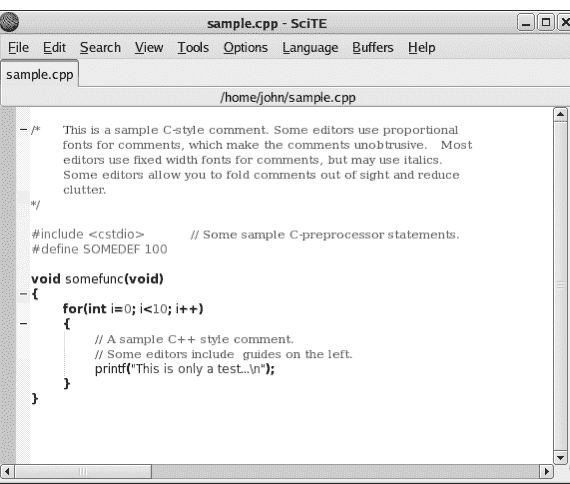 sample.cpp - SciTE
File Edit Search View Tools Options Language Buffers Help
sample.cpp
/home/john/sample.cpp
/* This is a sample C-style comment. Some editors use proportional
fonts for comments, which make the comments unobtrusive. Most
editors use fixed width fonts for comments, but may use italics.
Some editors allow you to fold comments out of sight and reduce
clutter.
*/
#include <cstdio> // Some sample C-preprocessor statements.
#define SOMEDEF 100
void somefunc(void)
{
for(int i=0; i<10; i++)
{
// A sample C++ style comment.
// Some editors include guides on the left.
printf("This is only a test...\n");
}
}